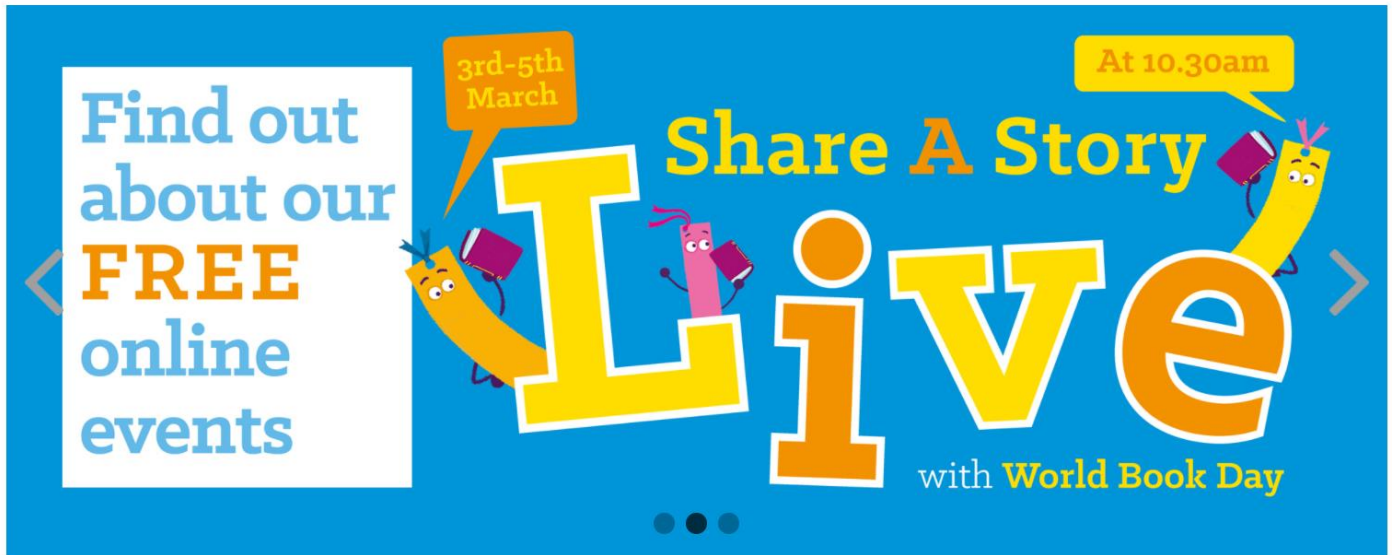 Find out
about our
FREE
online
events
3rd-5th
March
At 10.30am
Share A Story
Live
with World Book Day